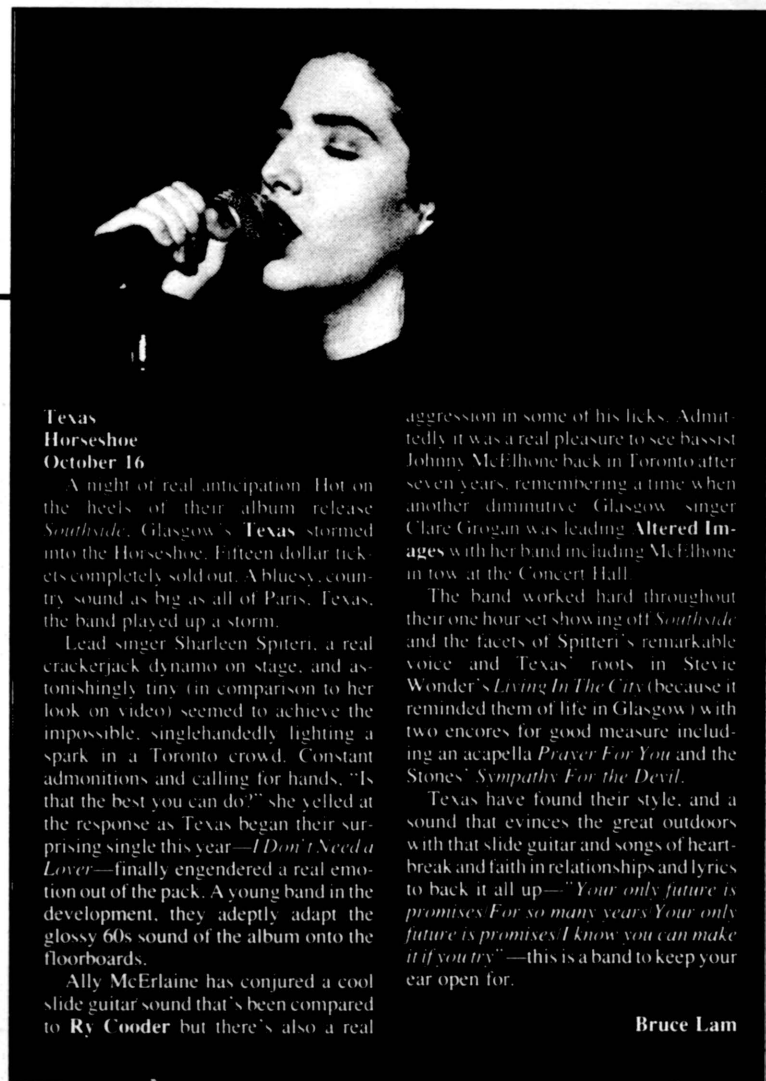 Texas
Horseshoe
October 16
A night of real anticipation. Hot on
the heels of their album release
Southside, Glasgow's Texas stormed
into the Horseshoe. Fifteen dollar tick-
ets completely sold out. A bluesy, coun-
try sound as big as all of Paris, Texas,
the band played up a storm.
Lead singer Sharleen Spiteri, a real
crackerjack dynamo on stage, and as-
tonishingly tiny (in comparison to her
look on video) seemed to achieve the
impossible, singlehandedly lighting a
spark in a Toronto crowd. Constant
admonitions and calling for hands, "Is
that the best you can do?" she yelled at
the response as Texas began their sur-
prising single this year—I Don't Need a
Lover—finally engendered a real emo-
tion out of the pack. A young band in the
development, they adeptly adapt the
glossy 60s sound of the album onto the
floorboards.
Ally McErlaine has conjured a cool
slide guitar sound that's been compared
to Ry Cooder but there's also a real
aggression in some of his licks. Admit-
tedly it was a real pleasure to see bassist
Johnny McElhone back in Toronto after
seven years, remembering a time when
another diminutive Glasgow singer
Clare Grogan was leading Altered Im-
ages with her band including McElhone
in tow at the Concert Hall.
The band worked hard throughout
their one hour set showing off Southside
and the facets of Spitteri's remarkable
voice and Texas' roots in Stevie
Wonder's Living In The City (because it
reminded them of life in Glasgow) with
two encores for good measure includ-
ing an acapella Prayer For You and the
Stones' Sympathy For the Devil.
Texas have found their style, and a
sound that evinces the great outdoors
with that slide guitar and songs of heart-
break and faith in relationships and lyrics
to back it all up—"Your only future is
promises/For so many years/Your only
future is promises/I know you can make
it if you try"—this is a band to keep your
ear open for.
Bruce Lam